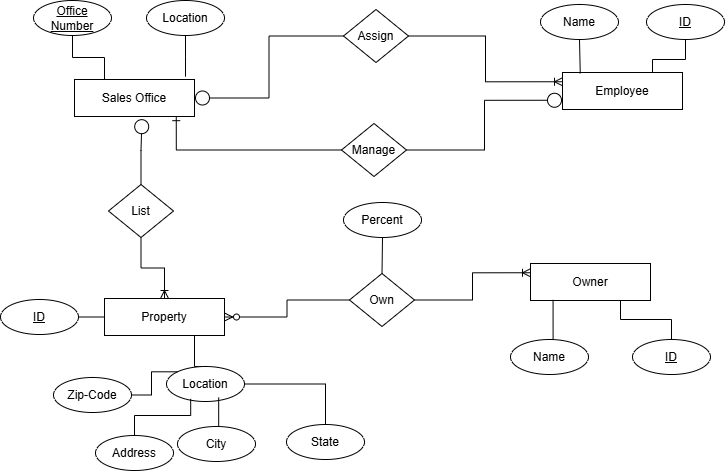 Office
Number
Location
Name
ID
Assign
Sales Office
Employee
Manage
List
Percent
Owner
Own
ID
Property
Name
ID
Location
Zip-Code
Address
City
State